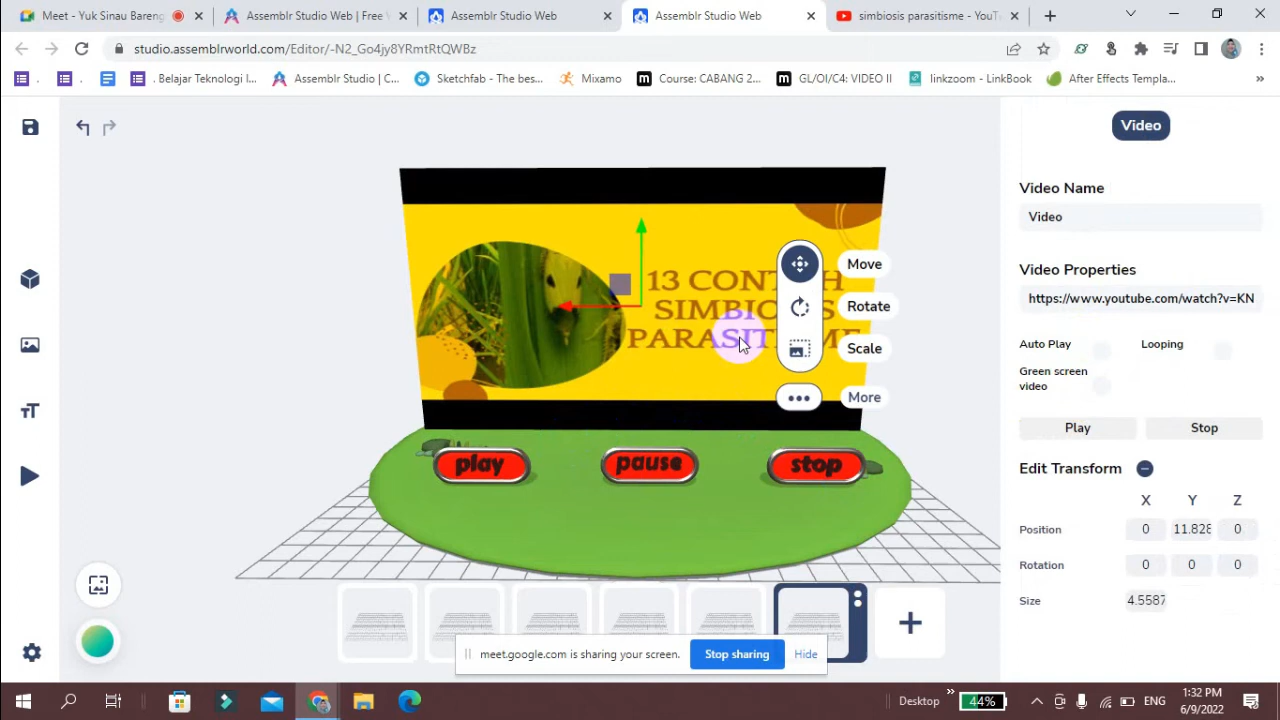 Meet - Yuk Sinau Bareng
Assemblr Studio Web | Free V
Assemblr Studio Web
Assemblr Studio Web
simbiosis parasitisme - YouT
studio.assemblrworld.com/Editor/-N2_Go4jy8YRmtRtQWBz
. Belajar Teknologi I...
Assemblr Studio | C...
Sketchfab - The bes...
Mixamo
Course: CABANG 2...
GL/OI/C4: VIDEO II
linkzoom - LinkBook
After Effects Templa...
Video
Video Name
Video
Video Properties
https://www.youtube.com/watch?v=KN
Auto Play
Looping
Green screen
video
Play
Stop
Edit Transform
X Y Z
Position 0 11.828 0
Rotation 0 0 0
Size 4.5587
13 CONT H
SIMBIO S
PARASIT ME
Move
Rotate
Scale
More
play
pause
stop
meet.google.com is sharing your screen.
Stop sharing
Hide
Desktop
44%
ENG
1:32 PM
6/9/2022